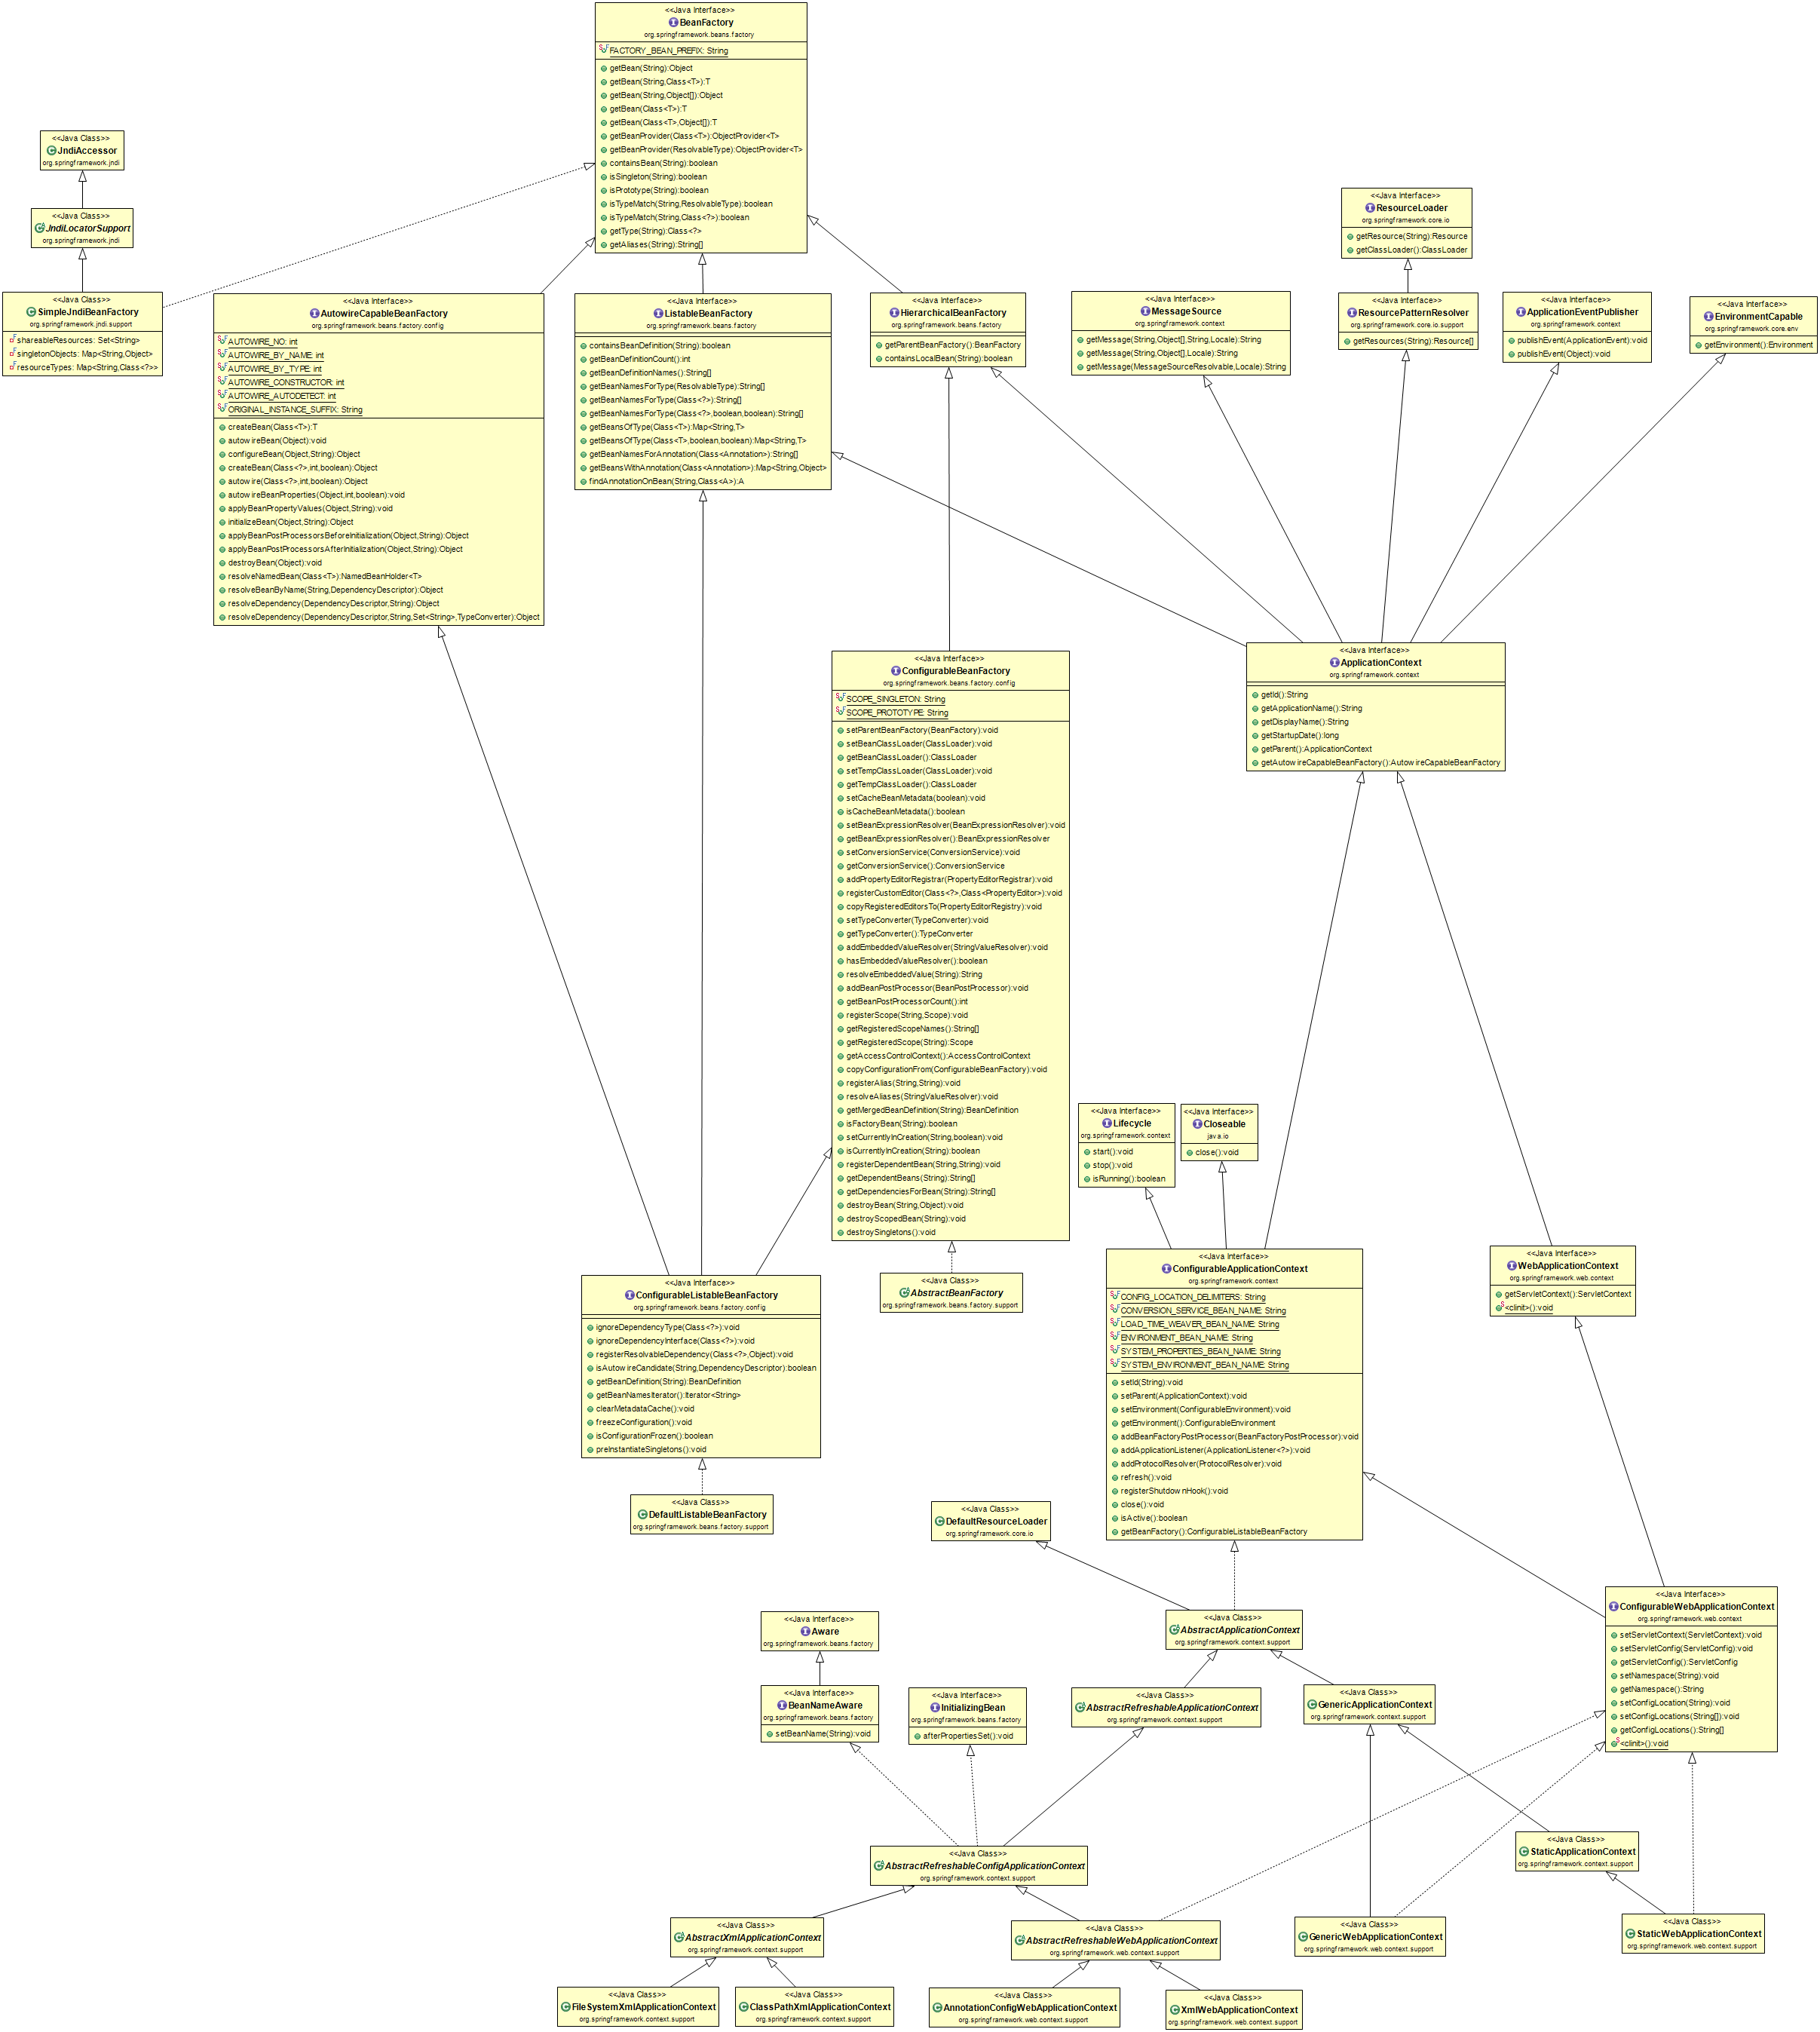 <<Java Interface>>
BeanFactory
org.springframework.beans.factory
FACTORY_BEAN_PREFIX: String
getBean(String):Object
getBean(String,Class<T>):T
getBean(String,Object[]):Object
getBean(Class<T>):T
getBean(Class<T>,Object[]):T
getBeanProvider(Class<T>):ObjectProvider<T>
getBeanProvider(ResolvableType):ObjectProvider<T>
containsBean(String):boolean
isSingleton(String):boolean
isPrototype(String):boolean
isTypeMatch(String,ResolvableType):boolean
isTypeMatch(String,Class<?>):boolean
getType(String):Class<?>
getAliases(String):String[]
<<Java Class>>
JndiAccessor
org.springframework.jndi
<<Java Class>>
JndiLocatorSupport
org.springframework.jndi
<<Java Class>>
SimpleJndiBeanFactory
org.springframework.jndi.support
shareableResources: Set<String>
singletonObjects: Map<String,Object>
resourceTypes: Map<String,Class<?>>
<<Java Interface>>
AutowireCapableBeanFactory
org.springframework.beans.factory.config
AUTOWIRE_NO: int
AUTOWIRE_BY_NAME: int
AUTOWIRE_BY_TYPE: int
AUTOWIRE_CONSTRUCTOR: int
AUTOWIRE_AUTODETECT: int
ORIGINAL_INSTANCE_SUFFIX: String
createBean(Class<T>):T
autowireBean(Object):void
configureBean(Object,String):Object
createBean(Class<?>,int,boolean):Object
autowire(Class<?>,int,boolean):Object
autowireBeanProperties(Object,int,boolean):void
applyBeanPropertyValues(Object,String):void
initializeBean(Object,String):Object
applyBeanPostProcessorsBeforeInitialization(Object,String):Object
applyBeanPostProcessorsAfterInitialization(Object,String):Object
destroyBean(Object):void
resolveNamedBean(Class<T>):NamedBeanHolder<T>
resolveBeanByName(String,DependencyDescriptor):Object
resolveDependency(DependencyDescriptor,String):Object
resolveDependency(DependencyDescriptor,String,Set<String>,TypeConverter):Object
<<Java Interface>>
ListableBeanFactory
org.springframework.beans.factory
containsBeanDefinition(String):boolean
getBeanDefinitionCount():int
getBeanDefinitionNames():String[]
getBeanNamesForType(ResolvableType):String[]
getBeanNamesForType(Class<?>):String[]
getBeanNamesForType(Class<?>,boolean,boolean):String[]
getBeansOfType(Class<T>):Map<String,T>
getBeansOfType(Class<T>,boolean,boolean):Map<String,T>
getBeanNamesForAnnotation(Class<Annotation>):String[]
getBeansWithAnnotation(Class<Annotation>):Map<String,Object>
findAnnotationOnBean(String,Class<A>):A
<<Java Interface>>
HierarchicalBeanFactory
org.springframework.beans.factory
getParentBeanFactory():BeanFactory
containsLocalBean(String):boolean
<<Java Interface>>
MessageSource
org.springframework.context
getMessage(String,Object[],String,Locale):String
getMessage(String,Object[],Locale):String
getMessage(MessageSourceResolvable,Locale):String
<<Java Interface>>
ResourceLoader
org.springframework.core.io
getResource(String):Resource
getClassLoader():ClassLoader
<<Java Interface>>
ResourcePatternResolver
org.springframework.core.io.support
getResources(String):Resource[]
<<Java Interface>>
ApplicationEventPublisher
org.springframework.context
publishEvent(ApplicationEvent):void
publishEvent(Object):void
<<Java Interface>>
EnvironmentCapable
org.springframework.core.env
getEnvironment():Environment
<<Java Interface>>
ApplicationContext
org.springframework.context
getId():String
getApplicationName():String
getDisplayName():String
getStartupDate():long
getParent():ApplicationContext
getAutowireCapableBeanFactory():AutowireCapableBeanFactory
<<Java Interface>>
ConfigurableBeanFactory
org.springframework.beans.factory.config
SCOPE_SINGLETON: String
SCOPE_PROTOTYPE: String
setParentBeanFactory(BeanFactory):void
setBeanClassLoader(ClassLoader):void
getBeanClassLoader():ClassLoader
setTempClassLoader(ClassLoader):void
getTempClassLoader():ClassLoader
setCacheBeanMetadata(boolean):void
isCacheBeanMetadata():boolean
setBeanExpressionResolver(BeanExpressionResolver):void
getBeanExpressionResolver():BeanExpressionResolver
setConversionService(ConversionService):void
getConversionService():ConversionService
addPropertyEditorRegistrar(PropertyEditorRegistrar):void
registerCustomEditor(Class<?>,Class<PropertyEditor>):void
copyRegisteredEditorsTo(PropertyEditorRegistry):void
setTypeConverter(TypeConverter):void
getTypeConverter():TypeConverter
addEmbeddedValueResolver(StringValueResolver):void
hasEmbeddedValueResolver():boolean
resolveEmbeddedValue(String):String
addBeanPostProcessor(BeanPostProcessor):void
getBeanPostProcessorCount():int
registerScope(String,Scope):void
getRegisteredScopeNames():String[]
getRegisteredScope(String):Scope
getAccessControlContext():AccessControlContext
copyConfigurationFrom(ConfigurableBeanFactory):void
registerAlias(String,String):void
resolveAliases(StringValueResolver):void
getMergedBeanDefinition(String):BeanDefinition
isFactoryBean(String):boolean
setCurrentlyInCreation(String,boolean):void
isCurrentlyInCreation(String):boolean
registerDependentBean(String,String):void
getDependentBeans(String):String[]
getDependenciesForBean(String):String[]
destroyBean(String,Object):void
destroyScopedBean(String):void
destroySingletons():void
<<Java Interface>>
Lifecycle
org.springframework.context
start():void
stop():void
isRunning():boolean
<<Java Interface>>
Closeable
java.io
close():void
<<Java Class>>
AbstractBeanFactory
org.springframework.beans.factory.support
<<Java Interface>>
ConfigurableListableBeanFactory
org.springframework.beans.factory.config
ignoreDependencyType(Class<?>):void
ignoreDependencyInterface(Class<?>):void
registerResolvableDependency(Class<?>,Object):void
isAutowireCandidate(String,DependencyDescriptor):boolean
getBeanDefinition(String):BeanDefinition
getBeanNamesIterator():Iterator<String>
clearMetadataCache():void
freezeConfiguration():void
isConfigurationFrozen():boolean
preInstantiateSingletons():void
<<Java Class>>
DefaultListableBeanFactory
org.springframework.beans.factory.support
<<Java Interface>>
ConfigurableApplicationContext
org.springframework.context
CONFIG_LOCATION_DELIMITERS: String
CONVERSION_SERVICE_BEAN_NAME: String
LOAD_TIME_WEAVER_BEAN_NAME: String
ENVIRONMENT_BEAN_NAME: String
SYSTEM_PROPERTIES_BEAN_NAME: String
SYSTEM_ENVIRONMENT_BEAN_NAME: String
setId(String):void
setParent(ApplicationContext):void
setEnvironment(ConfigurableEnvironment):void
getEnvironment():ConfigurableEnvironment
addBeanFactoryPostProcessor(BeanFactoryPostProcessor):void
addApplicationListener(ApplicationListener<?>):void
addProtocolResolver(ProtocolResolver):void
refresh():void
registerShutdownHook():void
close():void
isActive():boolean
getBeanFactory():ConfigurableListableBeanFactory
<<Java Interface>>
WebApplicationContext
org.springframework.web.context
getServletContext():ServletContext
<clinit>():void
<<Java Class>>
DefaultResourceLoader
org.springframework.core.io
<<Java Interface>>
ConfigurableWebApplicationContext
org.springframework.web.context
setServletContext(ServletContext):void
setServletConfig(ServletConfig):void
getServletConfig():ServletConfig
setNamespace(String):void
getNamespace():String
setConfigLocation(String):void
setConfigLocations(String[]):void
getConfigLocations():String[]
<clinit>():void
<<Java Interface>>
Aware
org.springframework.beans.factory
<<Java Class>>
AbstractApplicationContext
org.springframework.context.support
<<Java Interface>>
BeanNameAware
org.springframework.beans.factory
setBeanName(String):void
<<Java Interface>>
InitializingBean
org.springframework.beans.factory
afterPropertiesSet():void
<<Java Class>>
AbstractRefreshableApplicationContext
org.springframework.context.support
<<Java Class>>
GenericApplicationContext
org.springframework.context.support
<<Java Class>>
AbstractRefreshableConfigApplicationContext
org.springframework.context.support
<<Java Class>>
StaticApplicationContext
org.springframework.context.support
<<Java Class>>
AbstractXmlApplicationContext
org.springframework.context.support
<<Java Class>>
AbstractRefreshableWebApplicationContext
org.springframework.web.context.support
<<Java Class>>
GenericWebApplicationContext
org.springframework.web.context.support
<<Java Class>>
StaticWebApplicationContext
org.springframework.web.context.support
<<Java Class>>
FileSystemXmlApplicationContext
org.springframework.context.support
<<Java Class>>
ClassPathXmlApplicationContext
org.springframework.context.support
<<Java Class>>
AnnotationConfigWebApplicationContext
org.springframework.web.context.support
<<Java Class>>
XmlWebApplicationContext
org.springframework.web.context.support